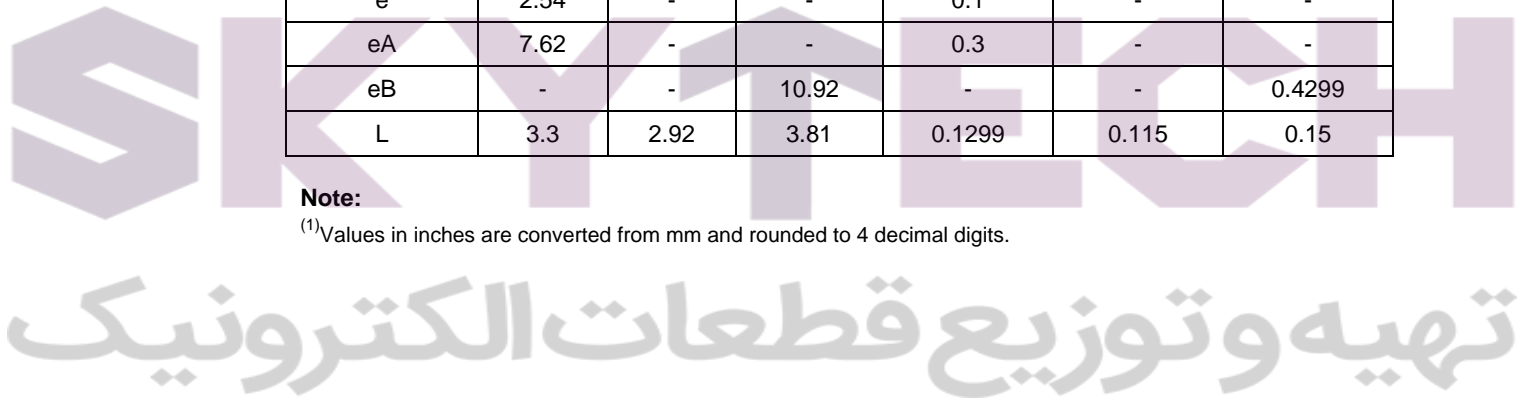 e 2.54 - - 0.1 - -
eA 7.62 - - 0.3 - -
eB - - 10.92 - - 0.4299
L 3.3 2.92 3.81 0.1299 0.115 0.15
SKYTECH
Note:
(1)Values in inches are converted from mm and rounded to 4 decimal digits.
تهیه و توزیع قطعات الکترونیک